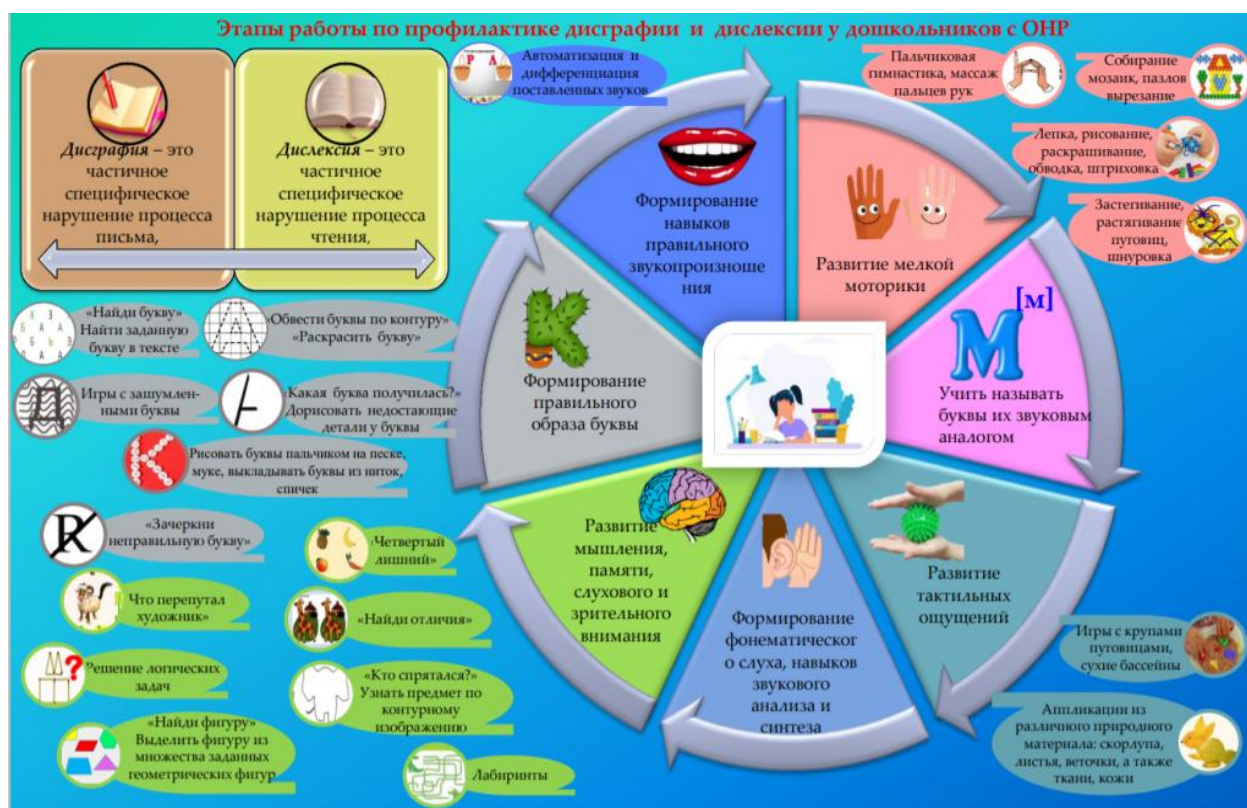 Этапы работы по профилактике дисграфии и дислексии у дошкольников с ОНР
Дисграфия – это
частичное
специфическое
нарушение процесса
письма,
Дислексия – это
частичное
специфическое
нарушение процесса
чтения,
Р Л
Автоматизация и
дифференциация
поставленных звуков
Пальчиковая
гимнастика, массаж
пальцев рук
Собирание
мозаик, пазлов
вырезание
Лепка, рисование,
раскрашивание,
обводка, штриховка
Застегивание,
растягивание
пуговиц,
шнуровка
Формирование
навыков
правильного
звукопроизноше
ния
Развитие мелкой
моторики
[м]
М
Учить называть
буквы их звуковым
аналогом
Развитие
тактильных
ощущений
Формирование
фонематическог
о слуха, навыков
звукового
анализа и
синтеза
Развитие
мышления,
памяти,
слухового и
зрительного
внимания
К
Формирование
правильного
образа буквы
«Найди букву»
Найти заданную
букву в тексте
«Обвести буквы по контуру»
«Раскрасить букву»
Игры с зашумлен-
ными буквы
«Какая буква получилась?»
Дорисовать недостающие
детали у буквы
Рисовать буквы пальчиком на песке,
муке, выкладывать буквы из ниток,
спичек
«Зачеркни
неправильную букву»
Четвертый
лишний»
Что перепутал
художник»
«Найди отличия»
Решение логических
задач
?
«Кто спрятался?»
Узнать предмет по
контурному
изображению
«Найди фигуру»
Выделить фигуру из
множества заданных
геометрических фигур
Лабиринты
Игры с крупами
пуговицами,
сухие бассейны
Аппликации из
различного природного
материала: скорлупа,
листья, веточки, а также
ткани, кожи